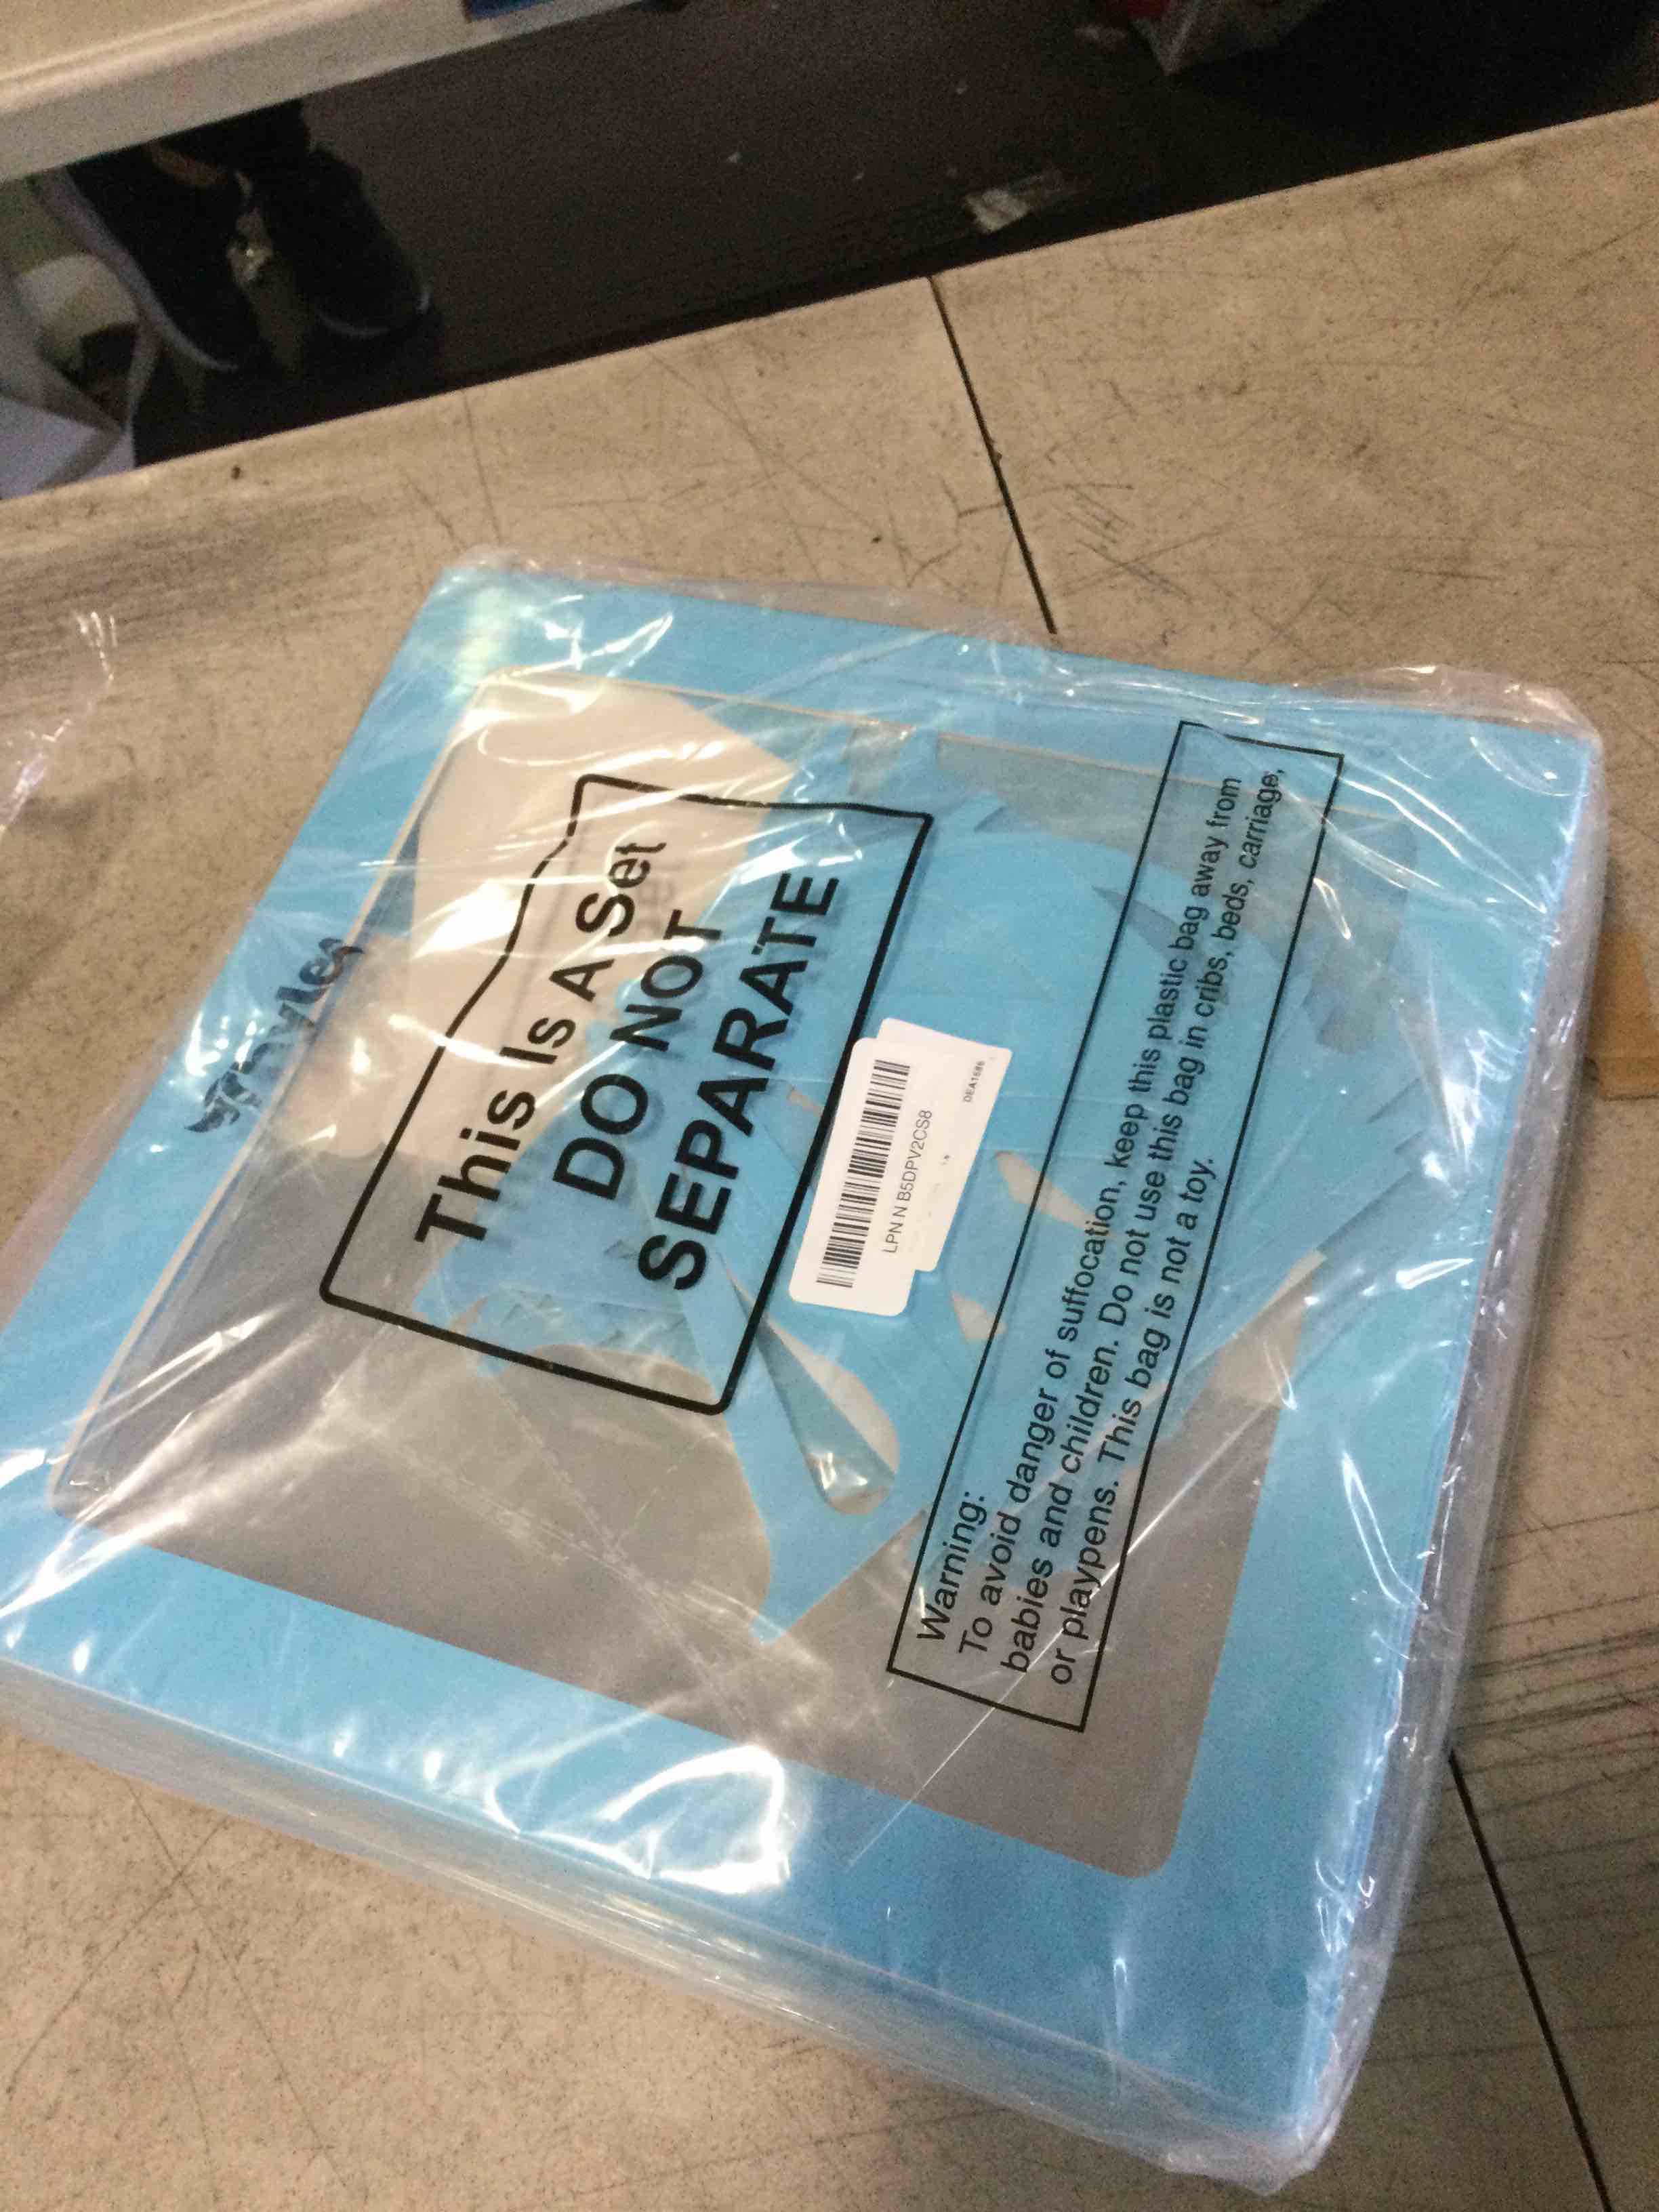 This Is A Set
DO NOT
SEPARATE
LPN N B5DPV2CS8
Warning:
To avoid danger of suffocation, keep this plastic bag away from
babies and children. Do not use this bag in cribs, beds, carriage,
or playpens. This bag is not a toy.